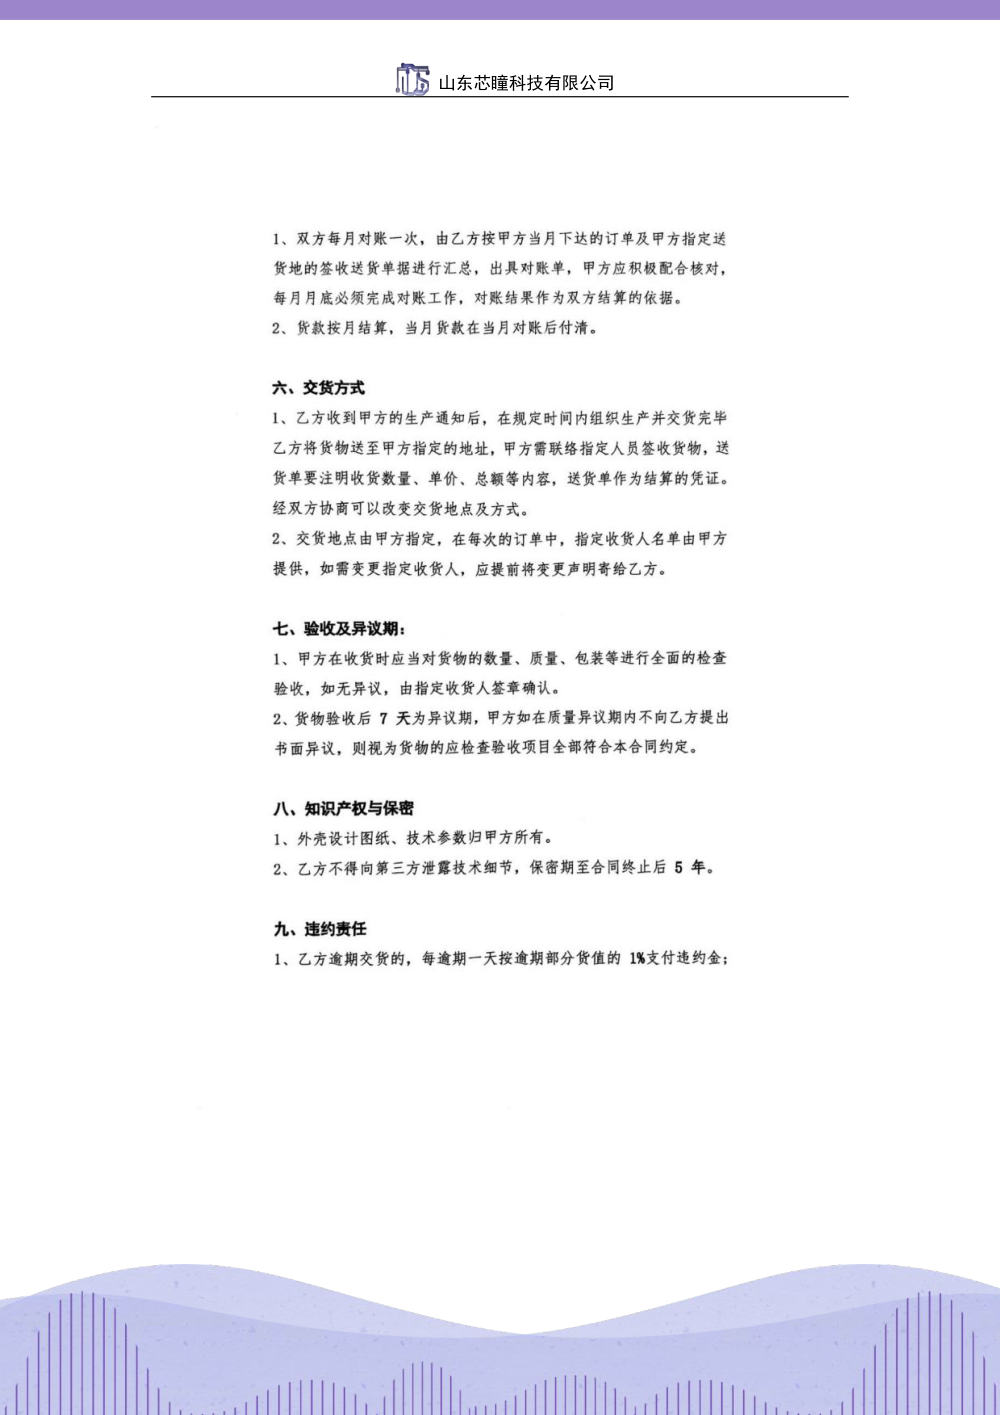 山东芯瞳科技有限公司
1、双方每月对账一次，由乙方按甲方当月下达的订单及甲方指定送
货地的签收送货单据进行汇总，出具对账单，甲方应积极配合核对，
每月月底必须完成对账工作，对账结果作为双方结算的依据。
2、货款按月结算，当月货款在当月对账后付清。
六、交货方式
1、乙方收到甲方的生产通知后，在规定时间内组织生产并交货完毕
乙方将货物送至甲方指定的地址，甲方需联络指定人员签收货物，送
货单要注明收货数量、单价、总额等内容，送货单作为结算的凭证。
经双方协商可以改变交货地点及方式。
2、交货地点由甲方指定，在每次的订单中，指定收货人名单由甲方
提供，如需变更指定收货人，应提前将变更声明寄给乙方。
七、验收及异议期：
1、甲方在收货时应当对货物的数量、质量、包装等进行全面的检查
验收，如无异议，由指定收货人签章确认。
2、货物验收后 7 天为异议期，甲方如在质量异议期内不向乙方提出
书面异议，则视为货物的应检查验收项目全部符合本合同约定。
八、知识产权与保密
1、外壳设计图纸、技术参数归甲方所有。
2、乙方不得向第三方泄露技术细节，保密期至合同终止后 5 年。
九、违约责任
1、乙方逾期交货的，每逾期一天按逾期部分货值的 1%支付违约金；